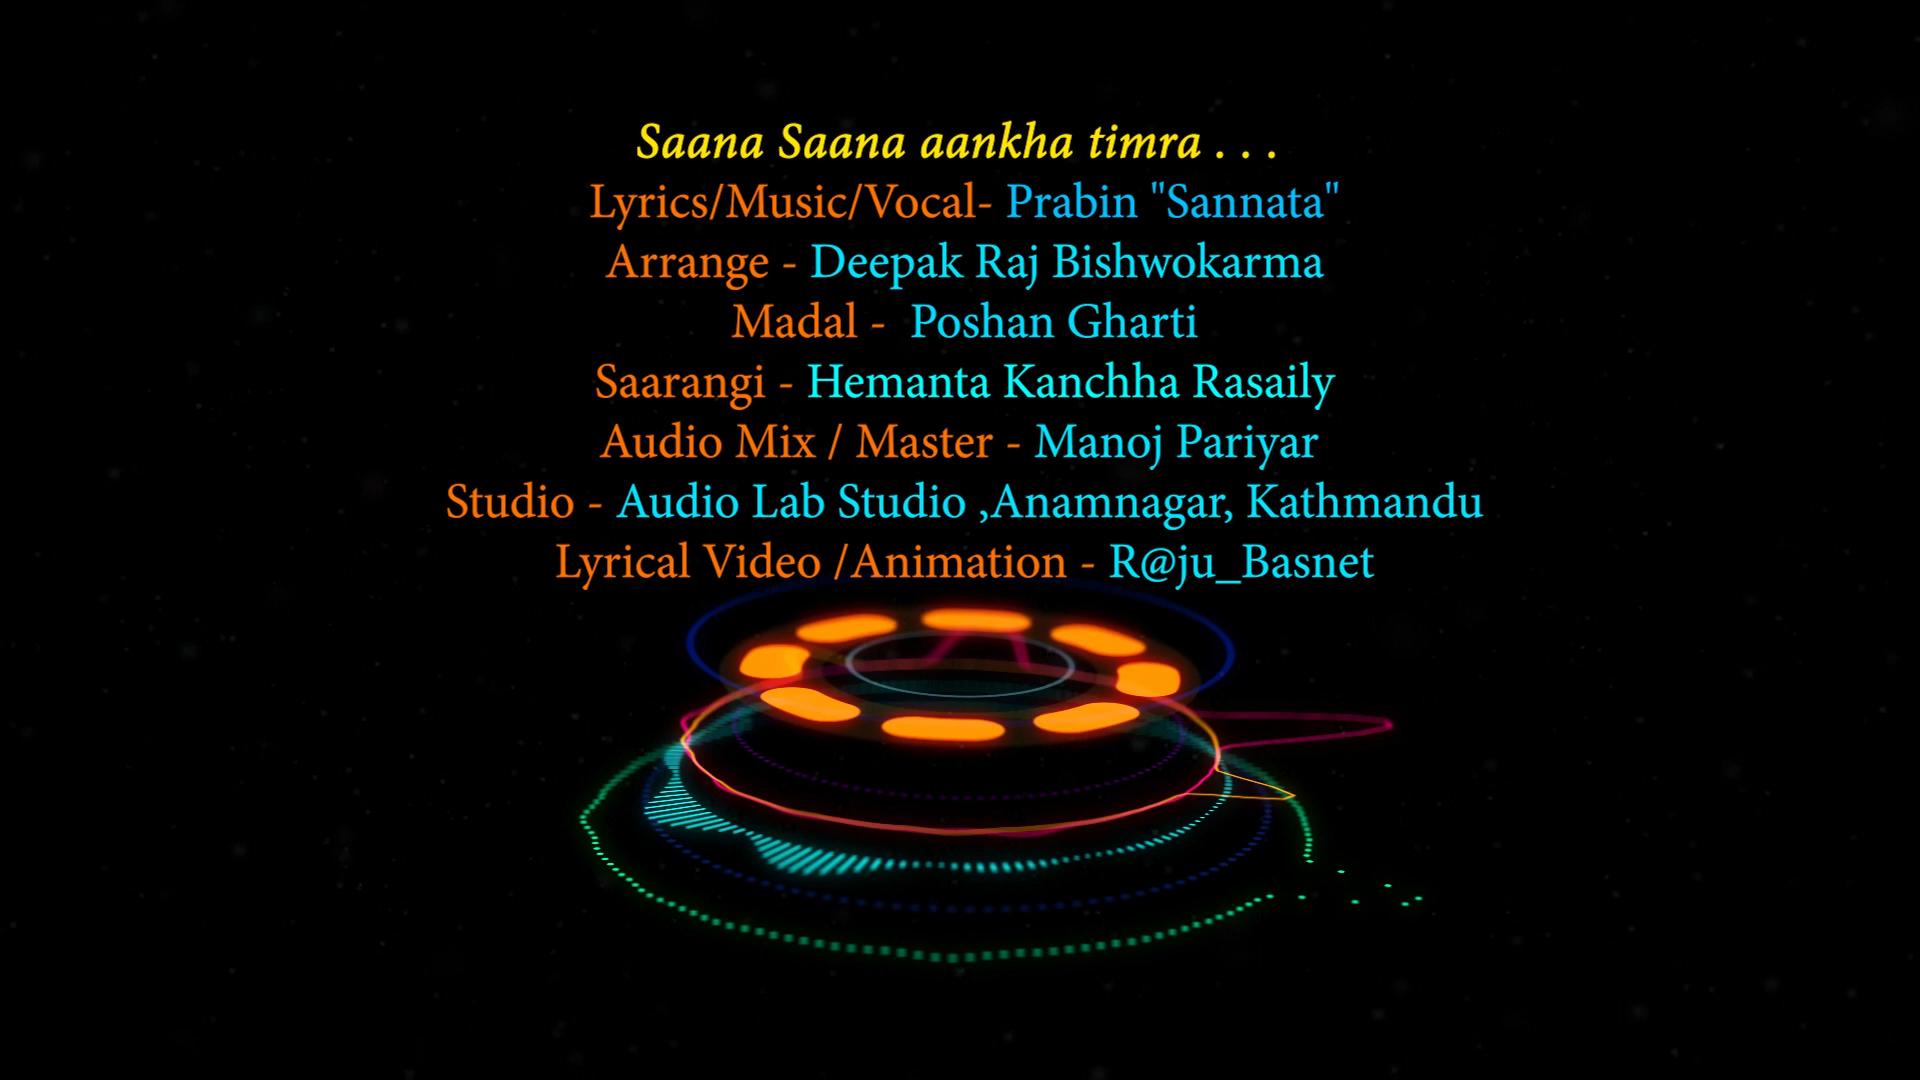 Saana Saana aankha timra . . .
Lyrics/Music/Vocal- Prabin "Sannata"
Arrange - Deepak Raj Bishwokarma
Madal -  Poshan Gharti
Saarangi - Hemanta Kanchha Rasaily
Audio Mix / Master - Manoj Pariyar
Studio - Audio Lab Studio ,Anamnagar, Kathmandu
Lyrical Video /Animation - R@ju_Basnet